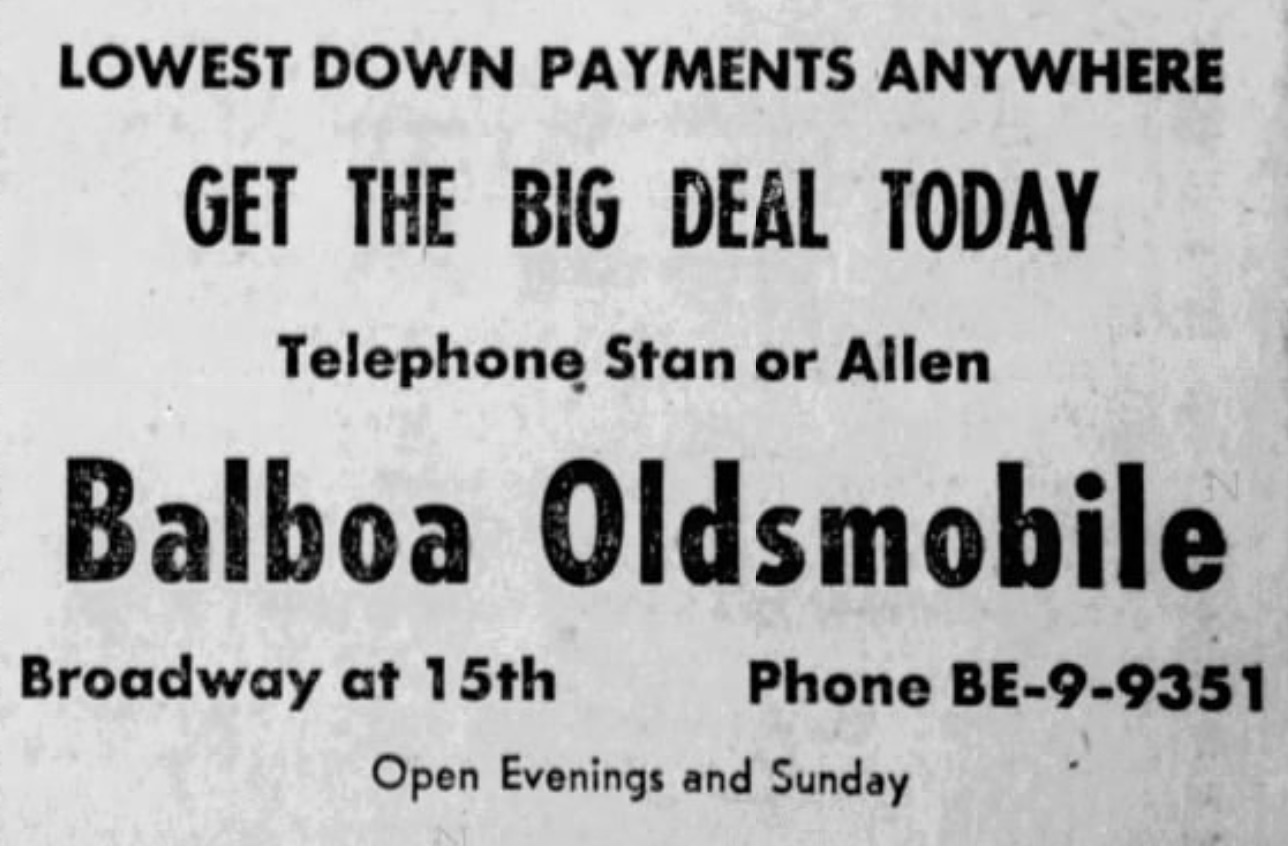 LOWEST DOWN PAYMENTS ANYWHERE
GET THE BIG DEAL TODAY
Telephone Stan or Allen
Balboa Oldsmobile
Broadway at 15th Phone BE-9-9351
Open Evenings and Sunday